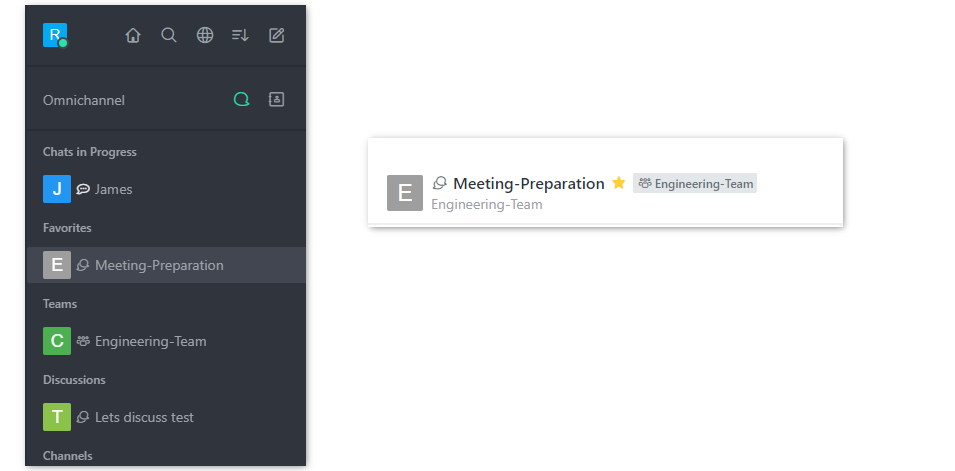 R
Omnichannel
Chats in Progress
J James
Favorites
E Meeting-Preparation
Teams
C Engineering-Team
Discussions
T Lets discuss test
Channels
E Meeting-Preparation Engineering-Team
Engineering-Team